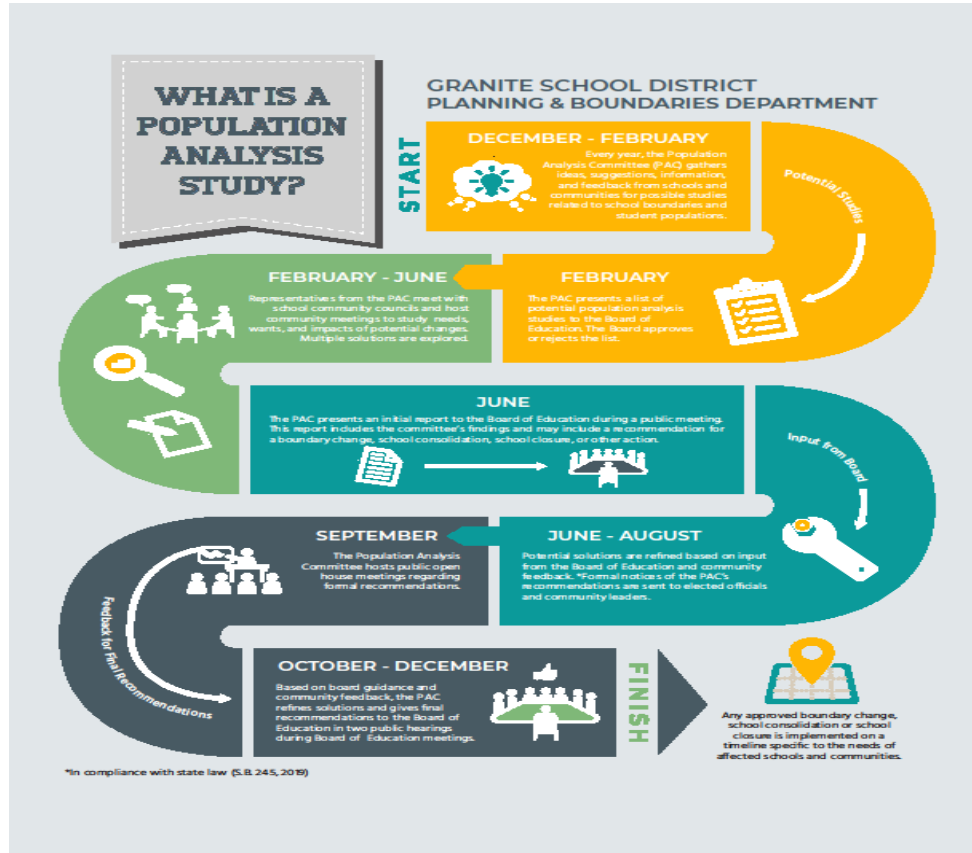 WHAT IS A
POPULATION
ANALYSIS
STUDY?
GRANITE SCHOOL DISTRICT
PLANNING & BOUNDARIES DEPARTMENT
START
DECEMBER - FEBRUARY
Every year, the Population
Analysis Committee (PAC) gathers
ideas, suggestions, information,
and feedback from schools and
communities for possible studies
related to school boundaries and
student populations.
Potential Studies
FEBRUARY
The PAC presents a list of
potential population analysis
studies to the Board of
Education. The Board approves
or rejects the list.
FEBRUARY - JUNE
Representatives from the PAC meet with
school community councils and host
community meetings to study needs,
wants, and impacts of potential changes.
Multiple solutions are explored.
JUNE
The PAC presents an initial report to the Board of Education during a public meeting.
This report includes the committee's findings and may include a recommendation for
a boundary change, school consolidation, school closure, or other action.
Input from Board
JUNE - AUGUST
Potential solutions are refined based on input
from the Board of Education and community
feedback. *Formal notices of the PAC's
recommendations are sent to elected officials
and community leaders.
SEPTEMBER
The Population Analysis
Committee hosts public open
house meetings regarding
formal recommendations.
Feedback for Final Recommendations
OCTOBER - DECEMBER
Based on board guidance and
community feedback, the PAC
refines solutions and gives final
recommendations to the Board of
Education in two public hearings
during Board of Education meetings.
FINISH
Any approved boundary change,
school consolidation or school
closure is implemented on a
timeline specific to the needs of
affected schools and communities.
*In compliance with state law (S.B. 245, 2019)